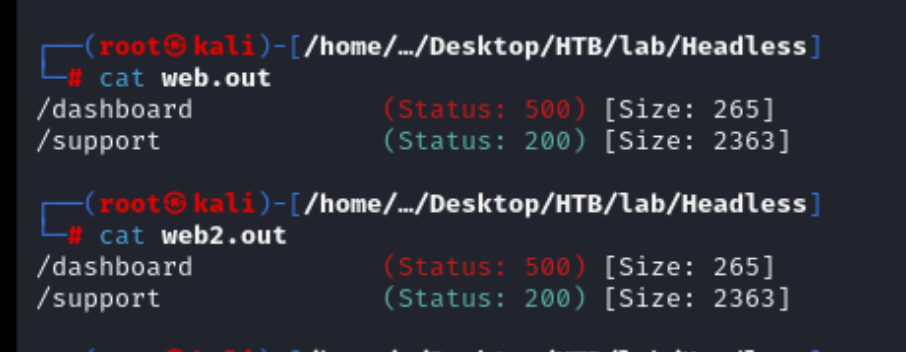 ┌──(root㉿kali)-[/home/…/Desktop/HTB/lab/Headless]
└─# cat web.out
/dashboard            (Status: 500) [Size: 265]
/support              (Status: 200) [Size: 2363]
┌──(root㉿kali)-[/home/…/Desktop/HTB/lab/Headless]
└─# cat web2.out
/dashboard            (Status: 500) [Size: 265]
/support              (Status: 200) [Size: 2363]